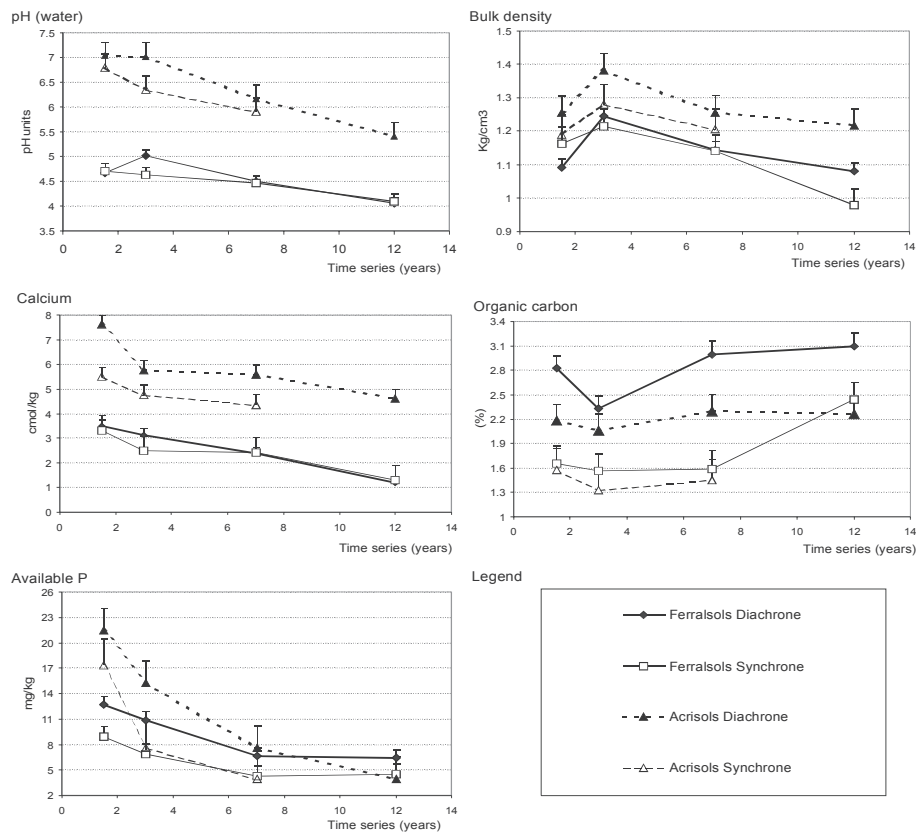 pH (water)
7.5
7
6.5
6
5.5
5
4.5
4
3.5
pH units
0 2 4 6 8 10 12 14
Time series (years)
Bulk density
1.5
1.4
1.3
1.2
1.1
1
0.9
Kg/cm3
0 2 4 6 8 10 12 14
Time series (years)
Calcium
8
7
6
5
4
3
2
1
0
cmol/kg
0 2 4 6 8 10 12 14
Time series (years)
Organic carbon
3.4
3.1
2.8
2.5
2.2
1.9
1.6
1.3
1
(%)
0 2 4 6 8 10 12 14
Time series (years)
Available P
26
23
20
17
14
11
8
5
2
mg/kg
0 2 4 6 8 10 12 14
Time series (years)
Legend
Ferralsols Diachrone
Ferralsols Synchrone
Acrisols Diachrone
Acrisols Synchrone